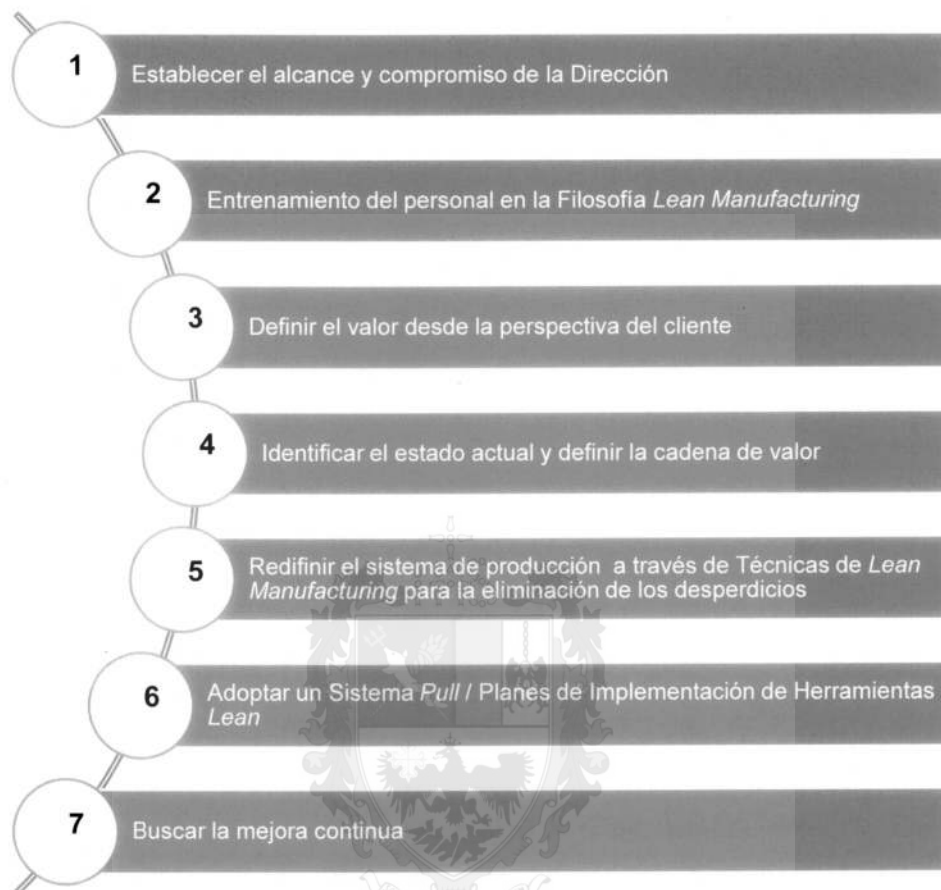 1
Establecer el alcance y compromiso de la Dirección
2
Entrenamiento del personal en la Filosofía Lean Manufacturing
3
Definir el valor desde la perspectiva del cliente
4
Identificar el estado actual y definir la cadena de valor
5
Redifinir el sistema de producción a través de Técnicas de Lean
Manufacturing para la eliminación de los desperdicios
6
Adoptar un Sistema Pull / Planes de Implementación de Herramientas
Lean
7
Buscar la mejora continua